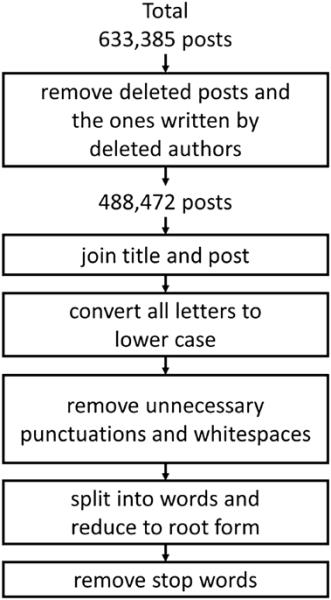 Total
633,385 posts
remove deleted posts and
the ones written by
deleted authors
488,472 posts
join title and post
convert all letters to
lower case
remove unnecessary
punctuations and whitespaces
split into words and
reduce to root form
remove stop words